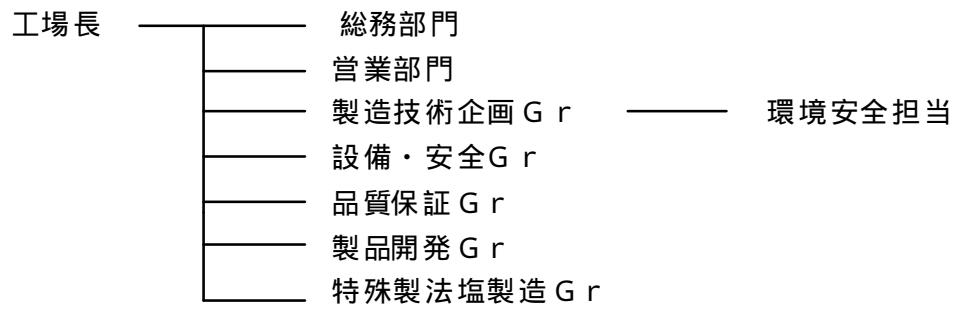 工場長 総務部門
営業部門
製造技術企画Ｇｒ 環境安全担当
設備・安全Gｒ
品質保証Ｇｒ
製品開発Ｇｒ
特殊製法塩製造Ｇｒ